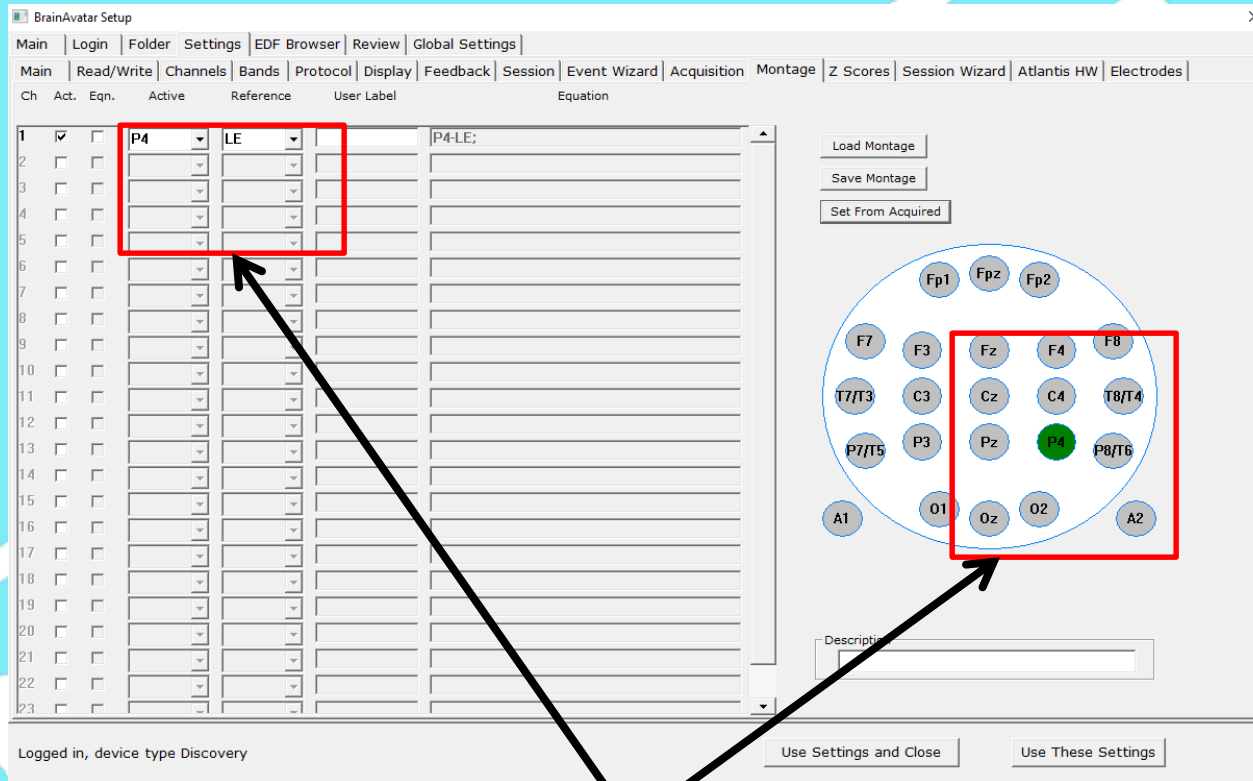 BrainAvatar Setup
Main Login Folder Settings EDF Browser Review Global Settings
Main Read/Write Channels Bands Protocol Display Feedback Session Event Wizard Acquisition Montage Z Scores Session Wizard Atlantis HW Electrodes
Ch Act. Eqn. Active Reference User Label Equation
1 P4 LE P4-LE;
2
3
4
5
6
7
8
9
10
11
12
13
14
15
16
17
18
19
20
21
22
23
Load Montage
Save Montage
Set From Acquired
Fp1 Fpz Fp2
F7 F3 Fz F4 F8
T7/T3 C3 Cz C4 T8/T4
P7/T5 P3 Pz P4 P8/T6
A1 O1 Oz O2 A2
Description
Logged in, device type Discovery
Use Settings and Close
Use These Settings